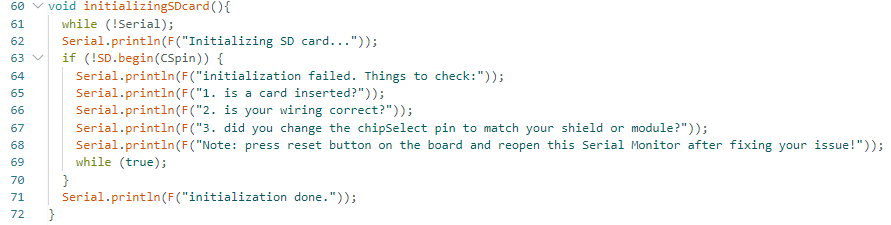 60 void initializingSDcard(){
61 while (!Serial);
62 Serial.println(F("Initializing SD card..."));
63 if (!SD.begin(CSpin)) {
64 Serial.println(F("initialization failed. Things to check:"));
65 Serial.println(F("1. is a card inserted?"));
66 Serial.println(F("2. is your wiring correct?"));
67 Serial.println(F("3. did you change the chipSelect pin to match your shield or module?"));
68 Serial.println(F("Note: press reset button on the board and reopen this Serial Monitor after fixing your issue!"));
69 while (true);
70 }
71 Serial.println(F("initialization done."));
72 }